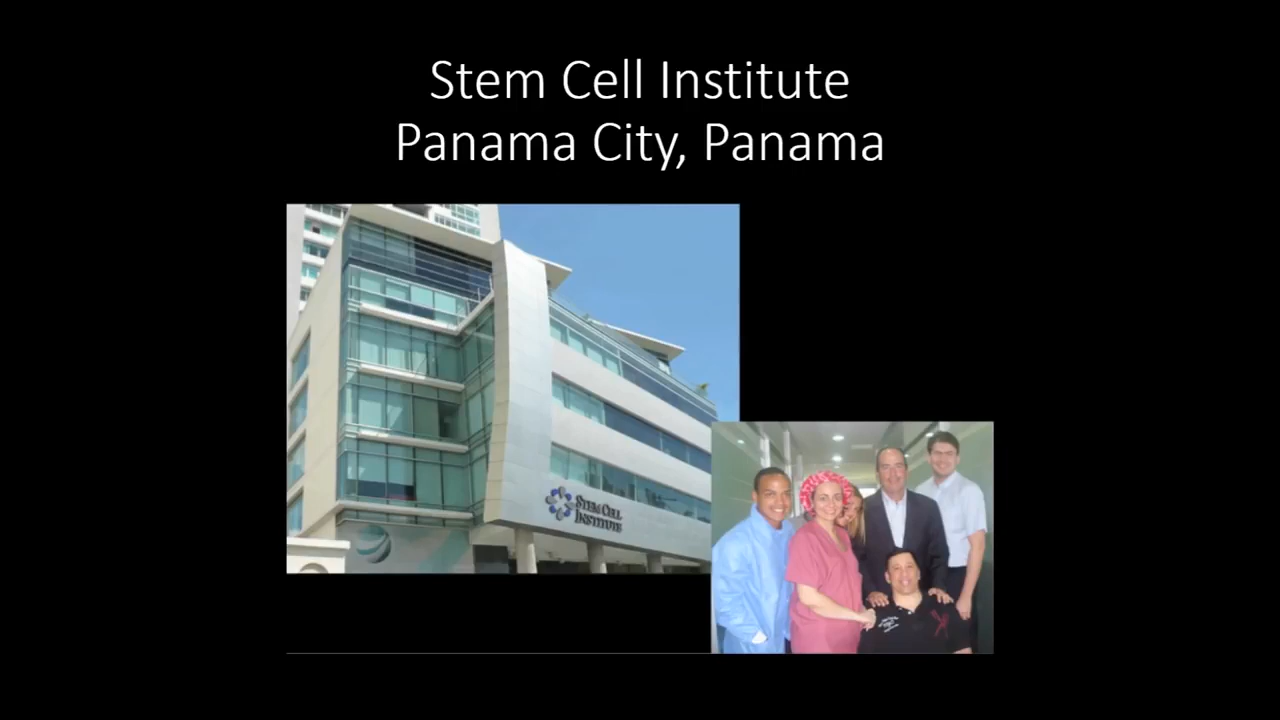 Stem Cell Institute
Panama City, Panama
STEM CELL
INSTITUTE